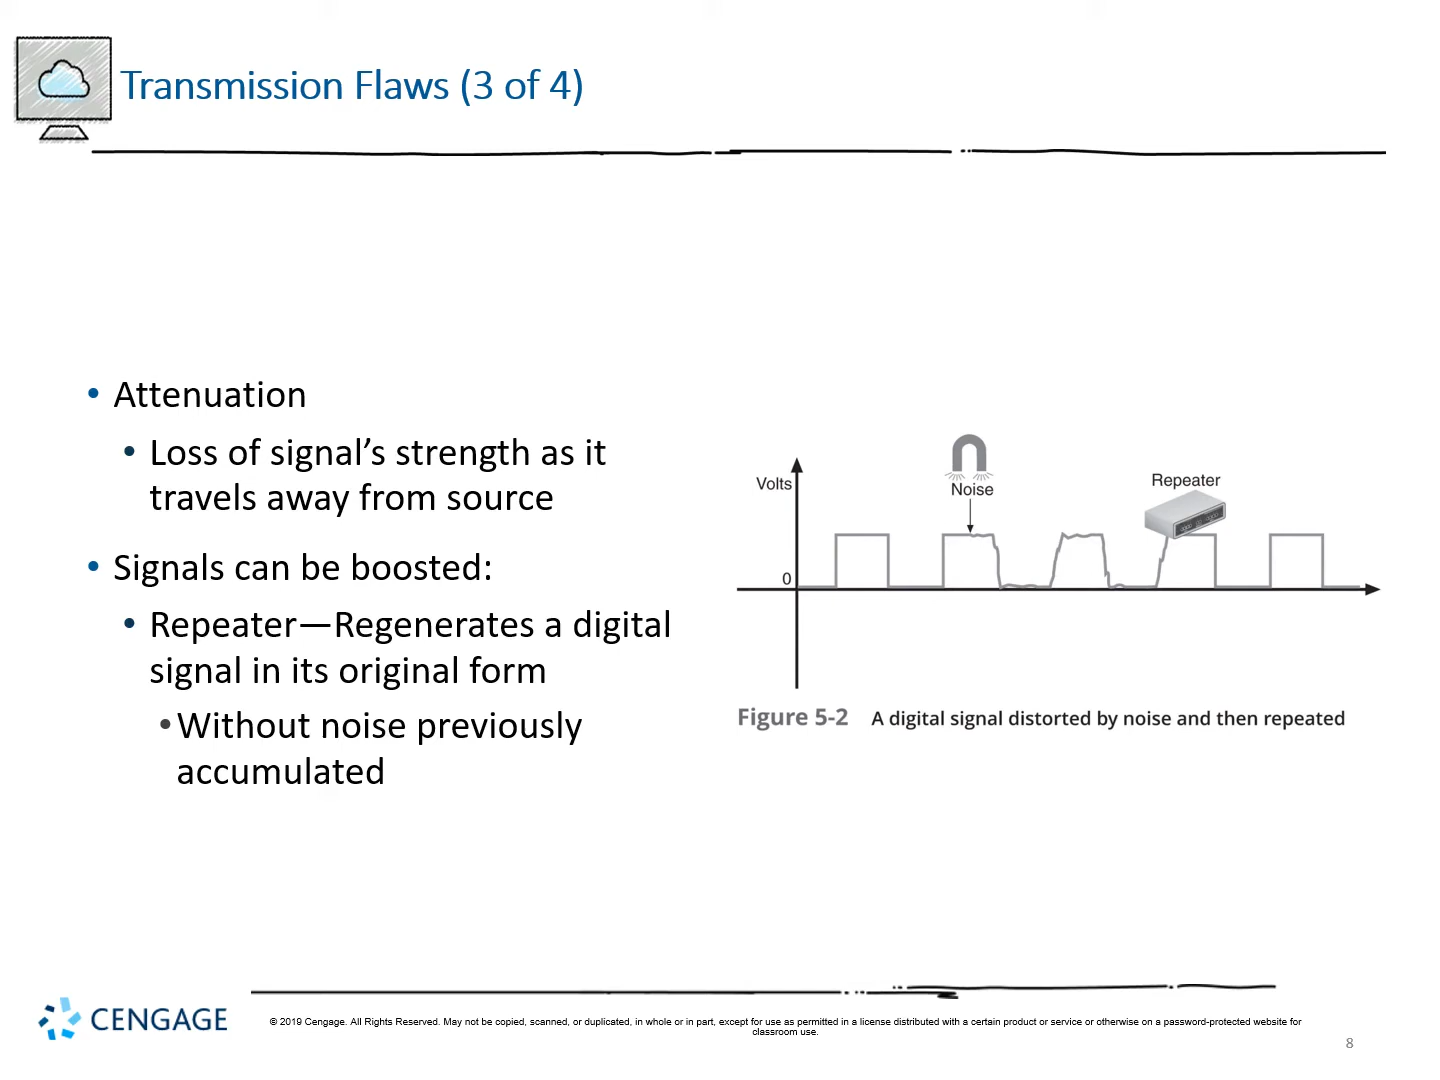 Transmission Flaws (3 of 4)
• Attenuation
• Loss of signal’s strength as it
travels away from source
• Signals can be boosted:
• Repeater—Regenerates a digital
signal in its original form
•Without noise previously
accumulated
Volts
Noise
Repeater
0
Figure 5-2 A digital signal distorted by noise and then repeated
CENGAGE
© 2019 Cengage. All Rights Reserved. May not be copied, scanned, or duplicated, in whole or in part, except for use as permitted in a license distributed with a certain product or service or otherwise on a password-protected website for
classroom use.
8